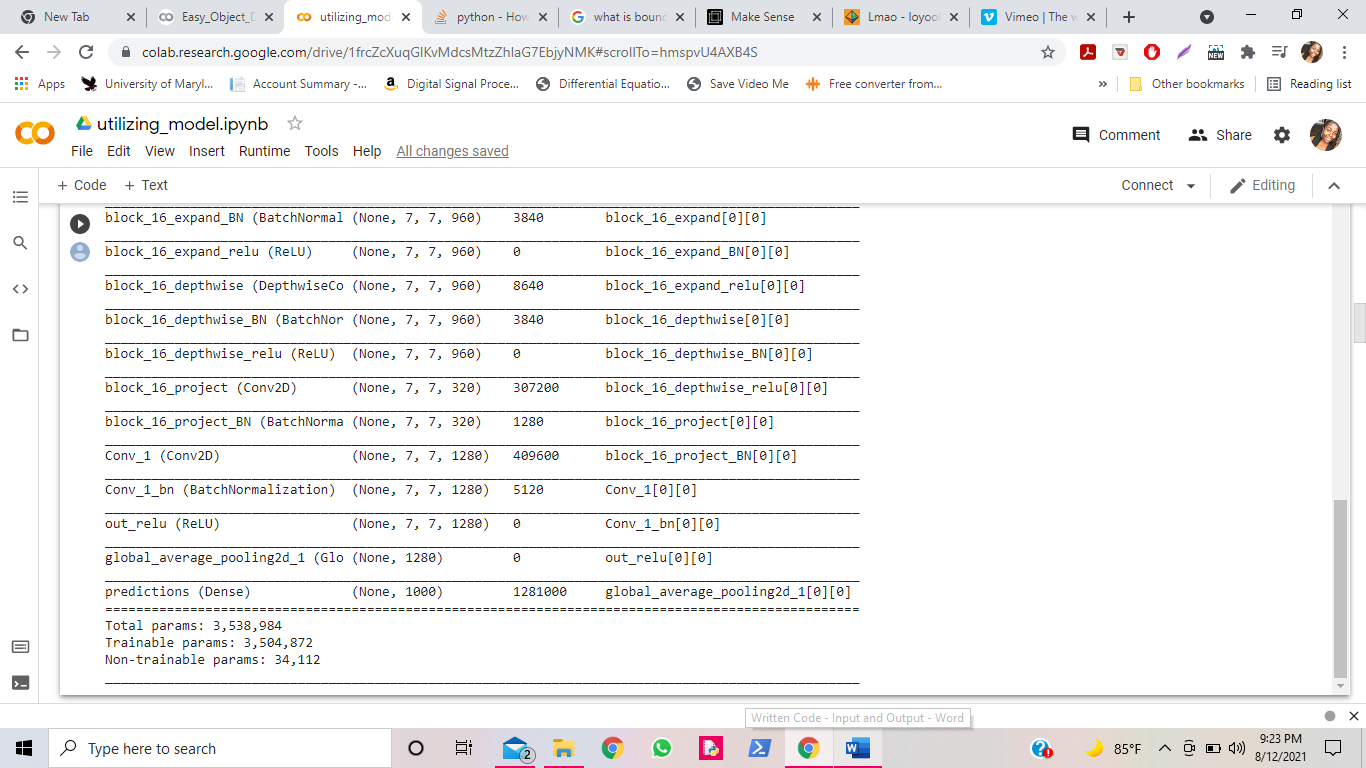 New Tab
Easy_Object_D
utilizing_mode
python - How
what is bound
Make Sense
Lmao - loyool
Vimeo | The w
colab.research.google.com/drive/1frcZcXuqGlKvMdcsMtzZhlaG7EbjyNMK#scrollTo=hmspvU4AXB4S
Apps
University of Maryl...
Account Summary -...
Digital Signal Proce...
Differential Equatio...
Save Video Me
Free converter from...
»
Other bookmarks
Reading list
utilizing_model.ipynb
Comment
Share
File Edit View Insert Runtime Tools Help All changes saved
+ Code + Text
Connect
Editing
block_16_expand_BN (BatchNormal (None, 7, 7, 960) 3840 block_16_expand[0][0]
block_16_expand_relu (ReLU) (None, 7, 7, 960) 0 block_16_expand_BN[0][0]
block_16_depthwise (DepthwiseCo (None, 7, 7, 960) 8640 block_16_expand_relu[0][0]
block_16_depthwise_BN (BatchNor (None, 7, 7, 960) 3840 block_16_depthwise[0][0]
block_16_depthwise_relu (ReLU) (None, 7, 7, 960) 0 block_16_depthwise_BN[0][0]
block_16_project (Conv2D) (None, 7, 7, 320) 307200 block_16_depthwise_relu[0][0]
block_16_project_BN (BatchNorma (None, 7, 7, 320) 1280 block_16_project[0][0]
Conv_1 (Conv2D) (None, 7, 7, 1280) 409600 block_16_project_BN[0][0]
Conv_1_bn (BatchNormalization) (None, 7, 7, 1280) 5120 Conv_1[0][0]
out_relu (ReLU) (None, 7, 7, 1280) 0 Conv_1_bn[0][0]
global_average_pooling2d_1 (Glo (None, 1280) 0 out_relu[0][0]
predictions (Dense) (None, 1000) 1281000 global_average_pooling2d_1[0][0]
Total params: 3,538,984
Trainable params: 3,504,872
Non-trainable params: 34,112
Written Code - Input and Output - Word
Type here to search
2
85°F
9:23 PM
8/12/2021